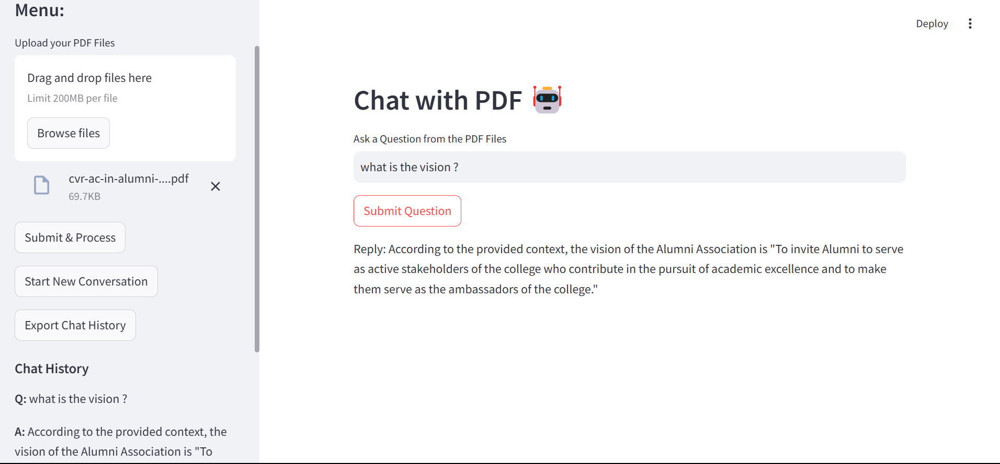 Menu:
Upload your PDF Files
Drag and drop files here
Limit 200MB per file
Browse files
cvr-ac-in-alumni-....pdf
69.7KB
Submit & Process
Start New Conversation
Export Chat History
Chat History
Q: what is the vision ?
A: According to the provided context, the
vision of the Alumni Association is "To
Deploy
Chat with PDF
Ask a Question from the PDF Files
what is the vision ?
Submit Question
Reply: According to the provided context, the vision of the Alumni Association is "To invite Alumni to serve
as active stakeholders of the college who contribute in the pursuit of academic excellence and to make
them serve as the ambassadors of the college."